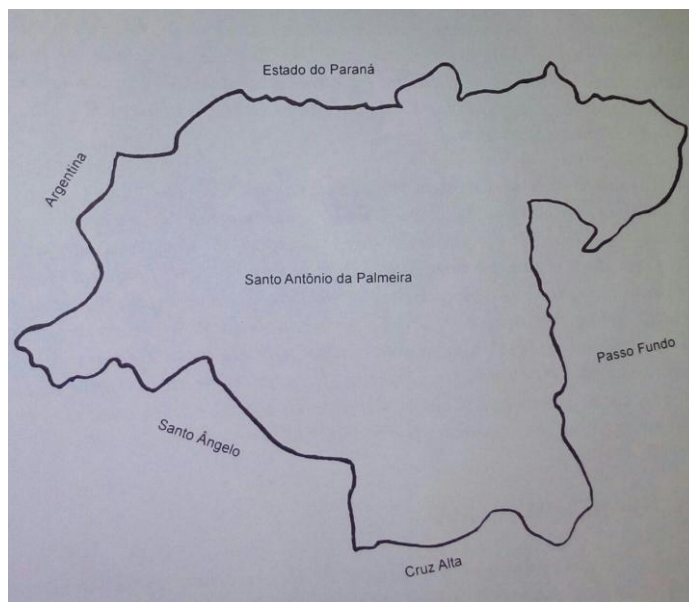 Estado do Paraná
Argentina
Santo Antônio da Palmeira
Passo Fundo
Santo Ângelo
Cruz Alta